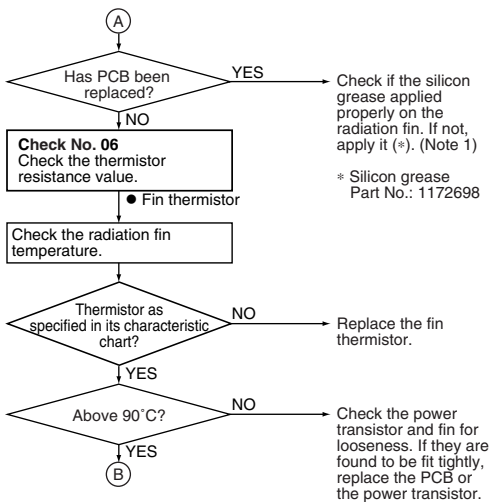 A
Has PCB been
replaced?
YES
Check if the silicon
grease applied
properly on the
radiation fin. If not,
apply it (*). (Note 1)
* Silicon grease
Part No.: 1172698
NO
Check No. 06
Check the thermistor
resistance value.
● Fin thermistor
Check the radiation fin
temperature.
Thermistor as
specified in its characteristic
chart?
NO
Replace the fin
thermistor.
YES
Above 90˚C?
NO
Check the power
transistor and fin for
looseness. If they are
found to be fit tightly,
replace the PCB or
the power transistor.
YES
B